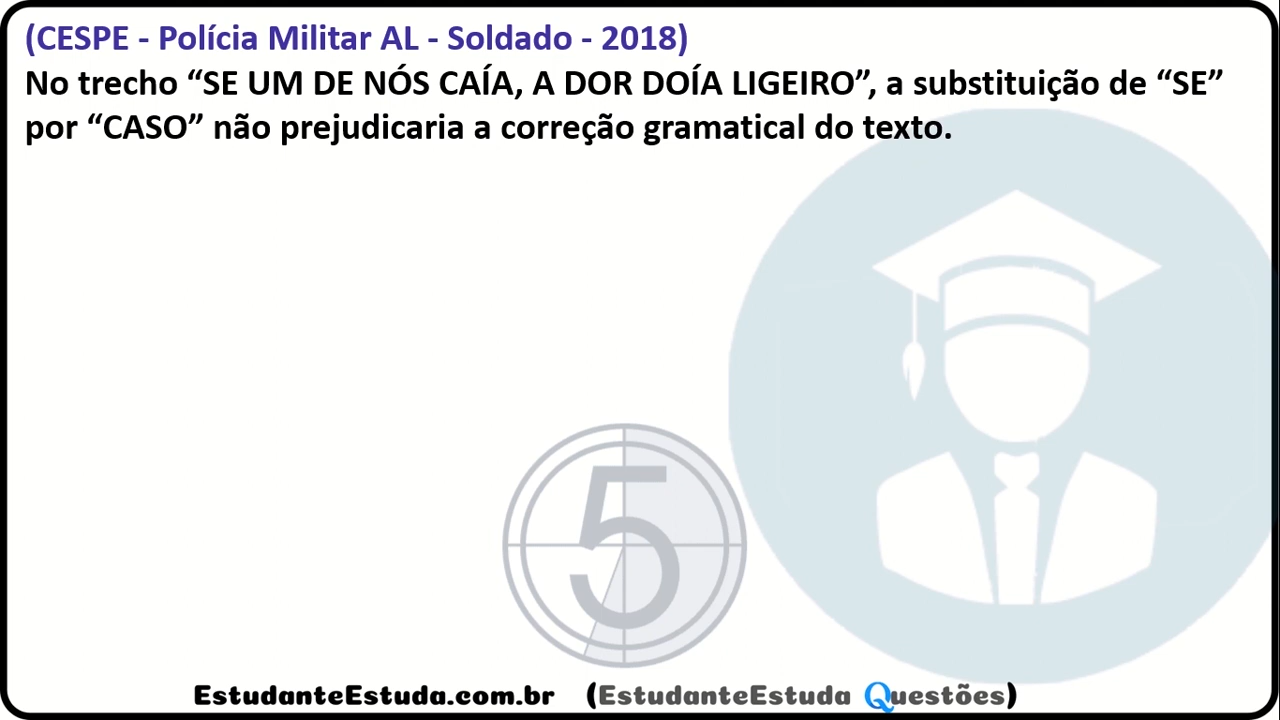 (CESPE - Polícia Militar AL - Soldado - 2018)
No trecho “SE UM DE NÓS CAÍA, A DOR DOÍA LIGEIRO”, a substituição de “SE”
por “CASO” não prejudicaria a correção gramatical do texto.
5
EstudanteEstuda.com.br (EstudanteEstuda Questões)